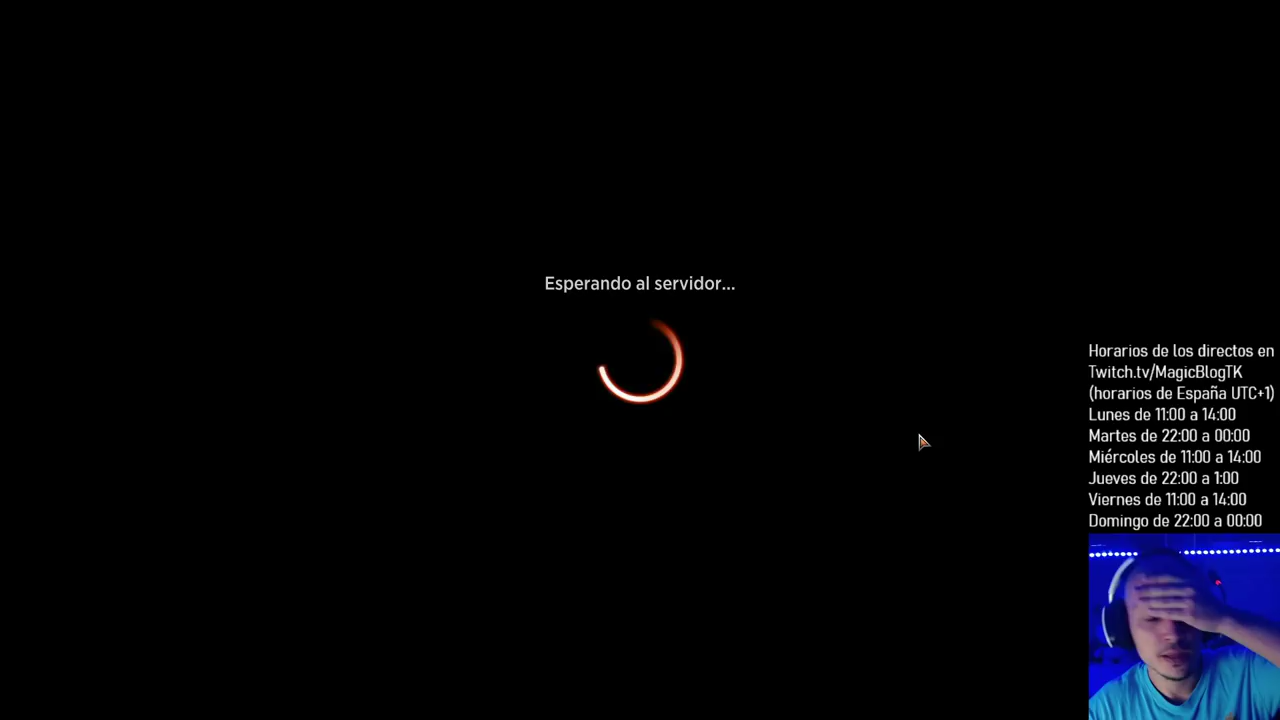 Esperando al servidor...
Horarios de los directos en
Twitch.tv/MagicBlogTK
(horarios de España UTC+1)
Lunes de 11:00 a 14:00
Martes de 22:00 a 00:00
Miércoles de 11:00 a 14:00
Jueves de 22:00 a 1:00
Viernes de 11:00 a 14:00
Domingo de 22:00 a 00:00